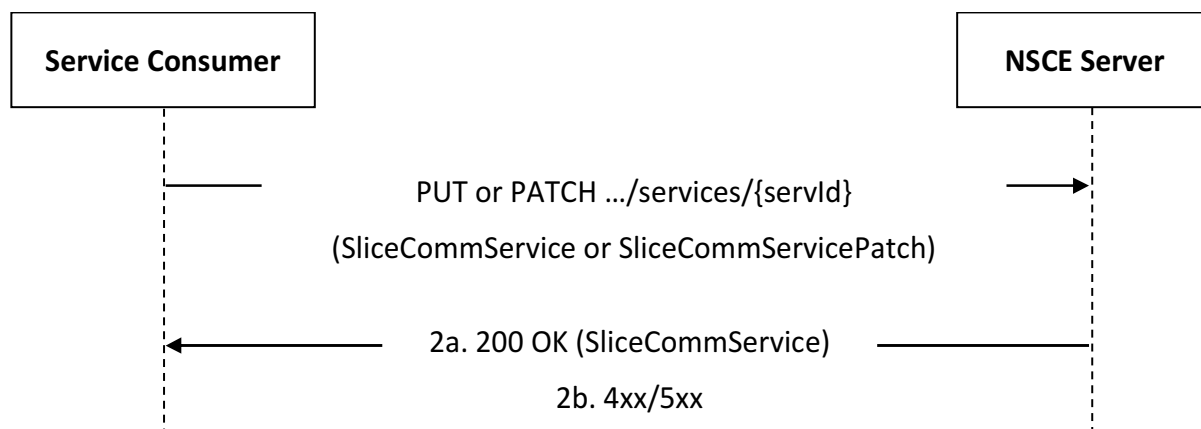 Service Consumer
NSCE Server
PUT or PATCH …/services/{servId}
(SliceCommService or SliceCommServicePatch)
2a. 200 OK (SliceCommService)
2b. 4xx/5xx